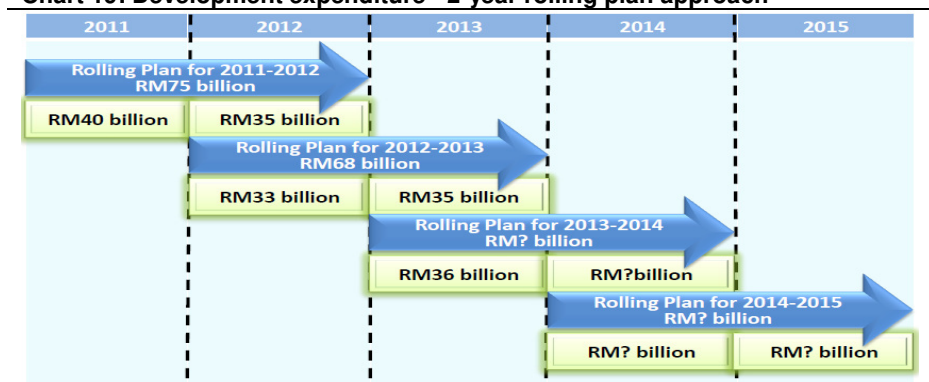 Chart 19: Development expenditure - 2-year rolling plan approach
2011 2012 2013 2014 2015
Rolling Plan for 2011-2012
RM75 billion
RM40 billion RM35 billion
Rolling Plan for 2012-2013
RM68 billion
RM33 billion RM35 billion
Rolling Plan for 2013-2014
RM? billion
RM36 billion RM?billion
Rolling Plan for 2014-2015
RM? billion
RM? billion RM? billion